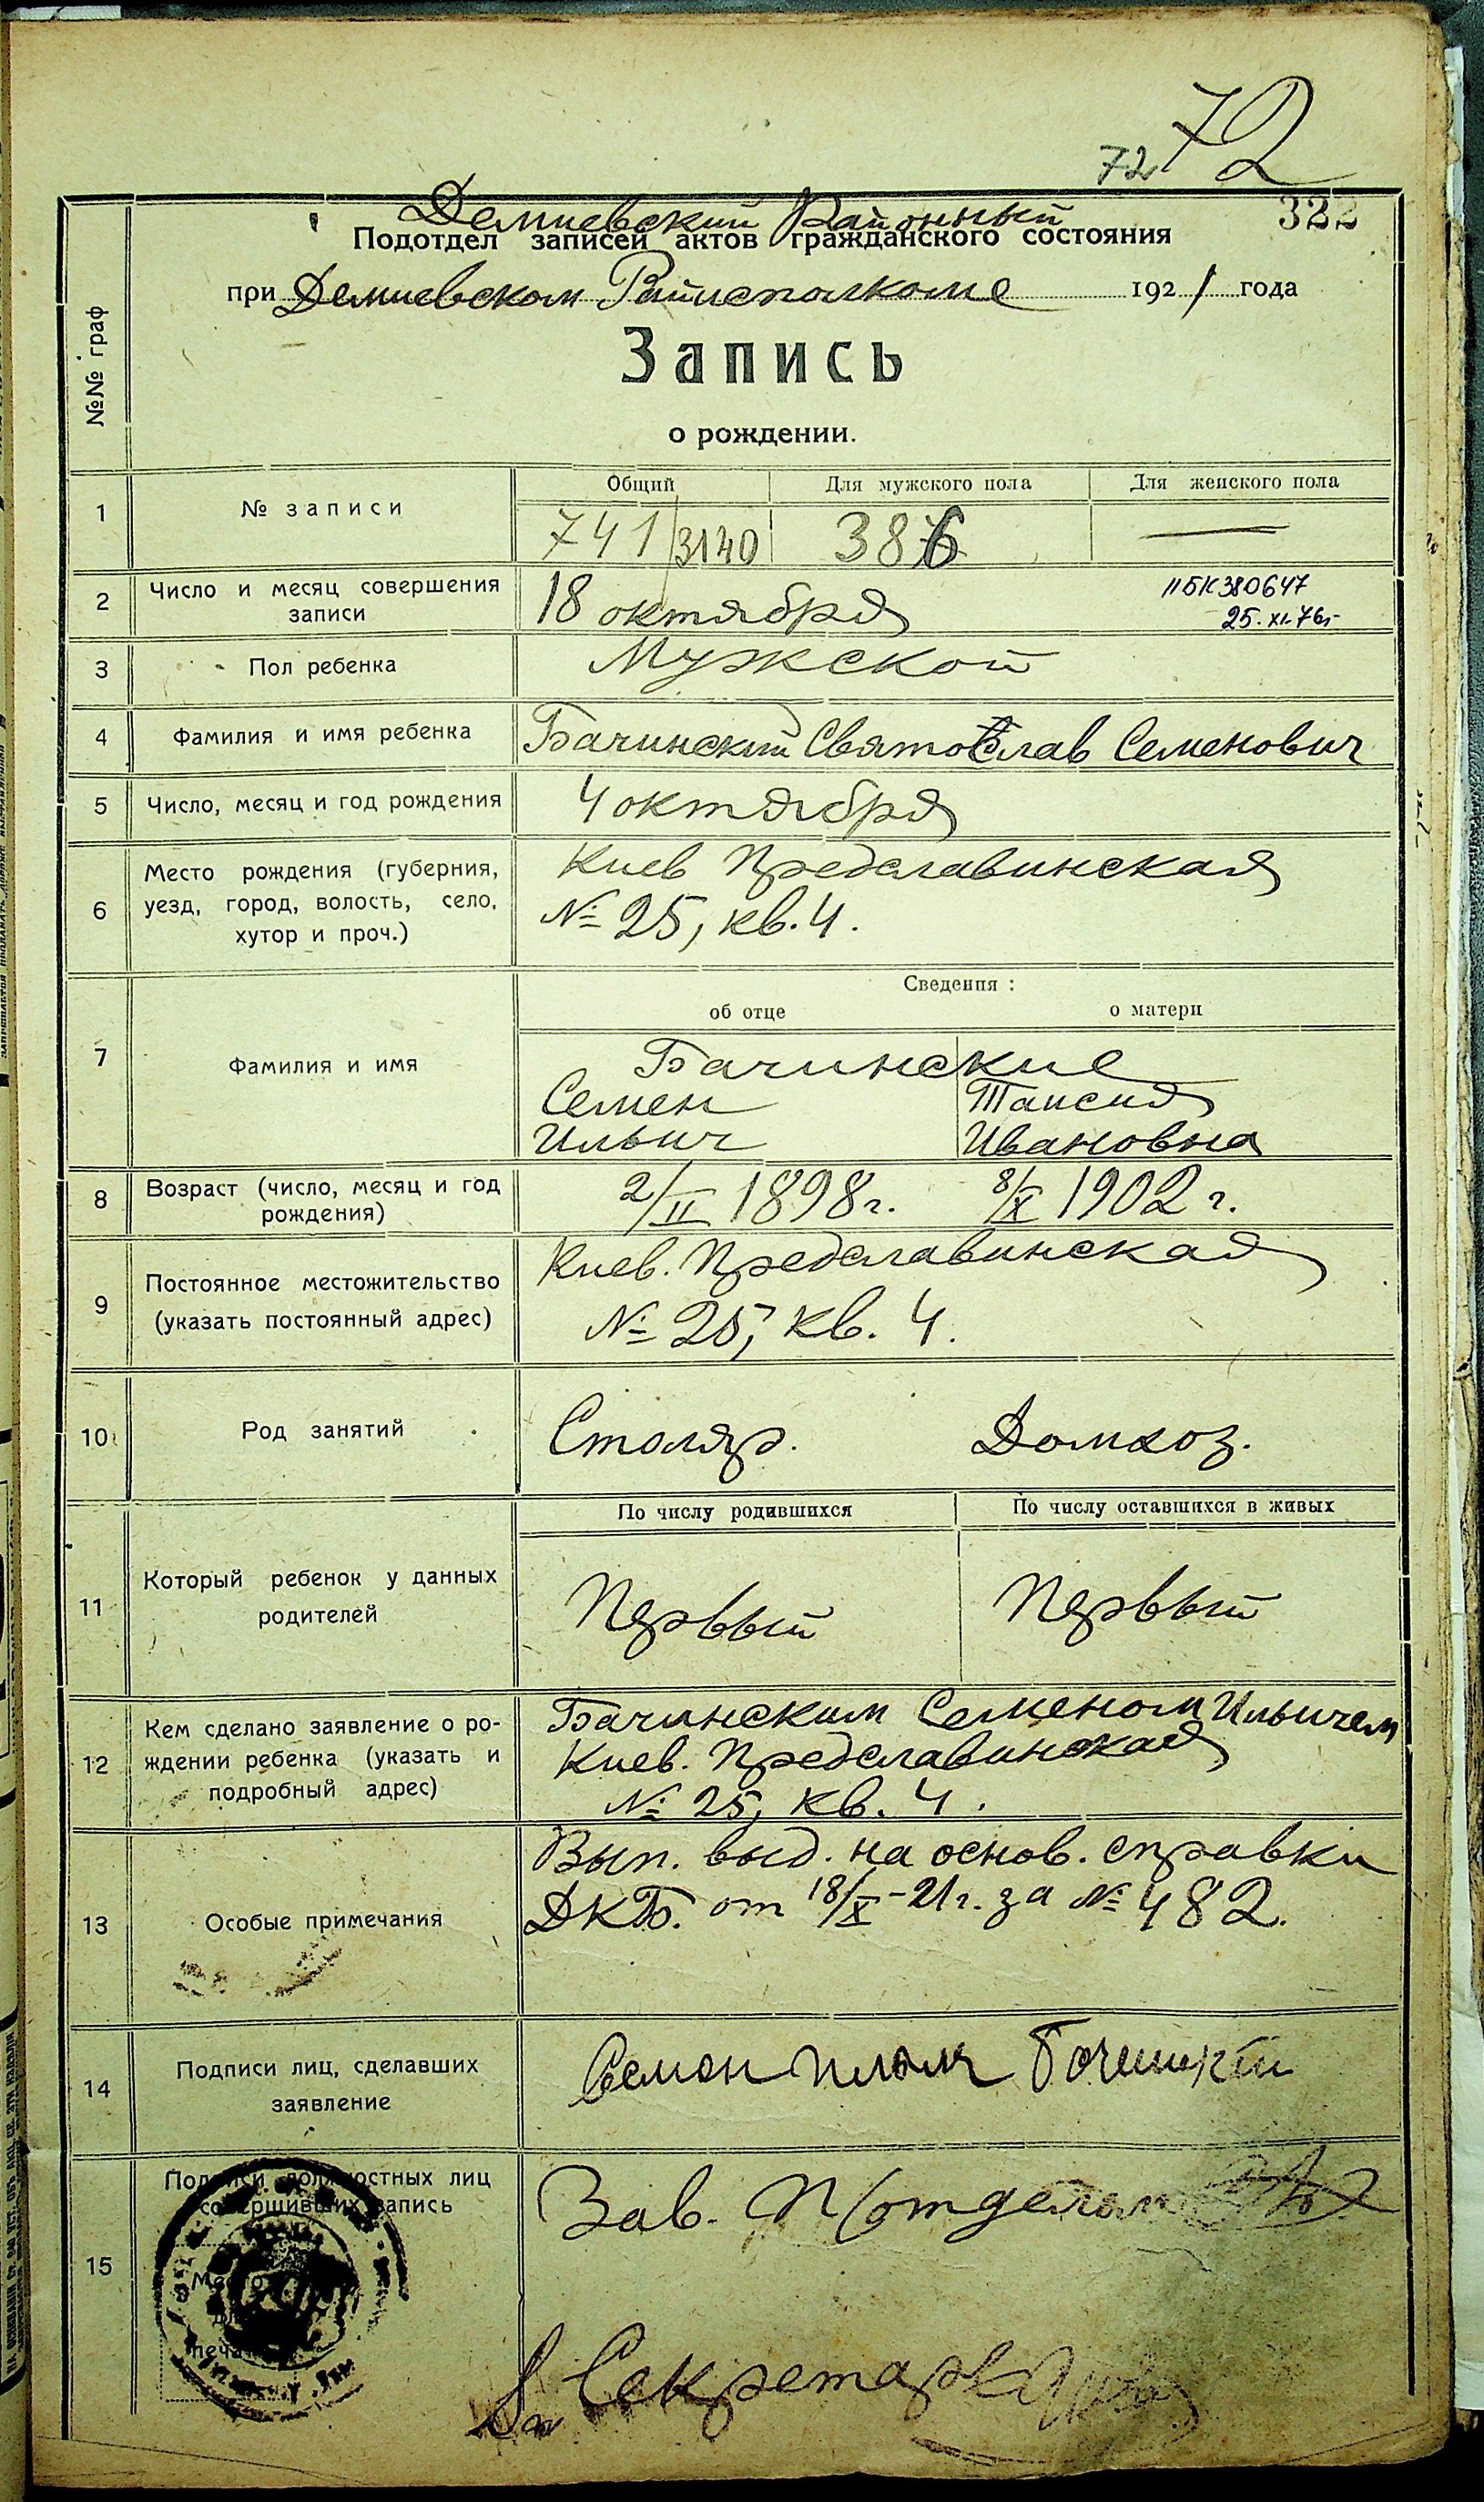 72 72
322
Демиевский Районный
Подотдел записей актов гражданского состояния
при Демиевском Райисполкоме 1921 года
№№ граф
Запись
о рождении.
Общий Для мужского пола Для женского пола
1 № записи 741/3140 386 —
2 Число и месяц совершения
записи
18 октября
II БК 380647
25. XI. 76г.
3 Пол ребенка Мужской
4 Фамилия и имя ребенка Бачинский Святослав Семенович
5 Число, месяц и год рождения 4 октября
6 Место рождения (губерния,
уезд, город, волость, село,
хутор и проч.)
Киев Предславинская
№ 25, кв. 4.
Сведения:
об отце о матери
7 Фамилия и имя
Бачинские
Семен Таисия
Ильич Ивановна
8 Возраст (число, месяц и год
рождения)
2/II 1898 г. 8/X 1902 г.
9 Постоянное местожительство
(указать постоянный адрес)
Киев. Предславинская
№ 25, кв. 4.
10 Род занятий Столяр. Домхоз.
По числу родившихся По числу оставшихся в живых
11 Который ребенок у данных
родителей
Первый Первый
12 Кем сделано заявление о ро-
ждении ребенка (указать и
подробный адрес)
Бачинским Семеном Ильичем
Киев. Предславинская
№ 25, кв. 4.
13 Особые примечания
Вып. выд. на основ. справки
ДКБ. от 18/X-21 г. за № 482.
14 Подписи лиц, сделавших
заявление
Семен
15 Подписи должностных лиц
совершивших запись
Место
для
печати
Зав. П/отделом
Секретарь